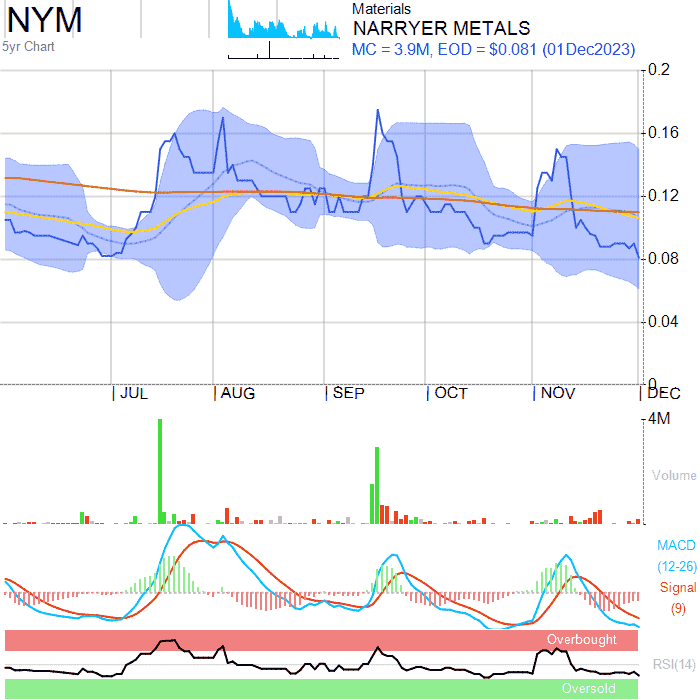 NYM
5yr Chart
Materials
NARRYER METALS
MC = 3.9M, EOD = $0.081 (01Dec2023)
0.2
0.16
0.12
0.08
0.04
0
JUL AUG SEP OCT NOV DEC
4M
Volume
MACD
(12-26)
Signal
(9)
Overbought
RSI(14)
Oversold